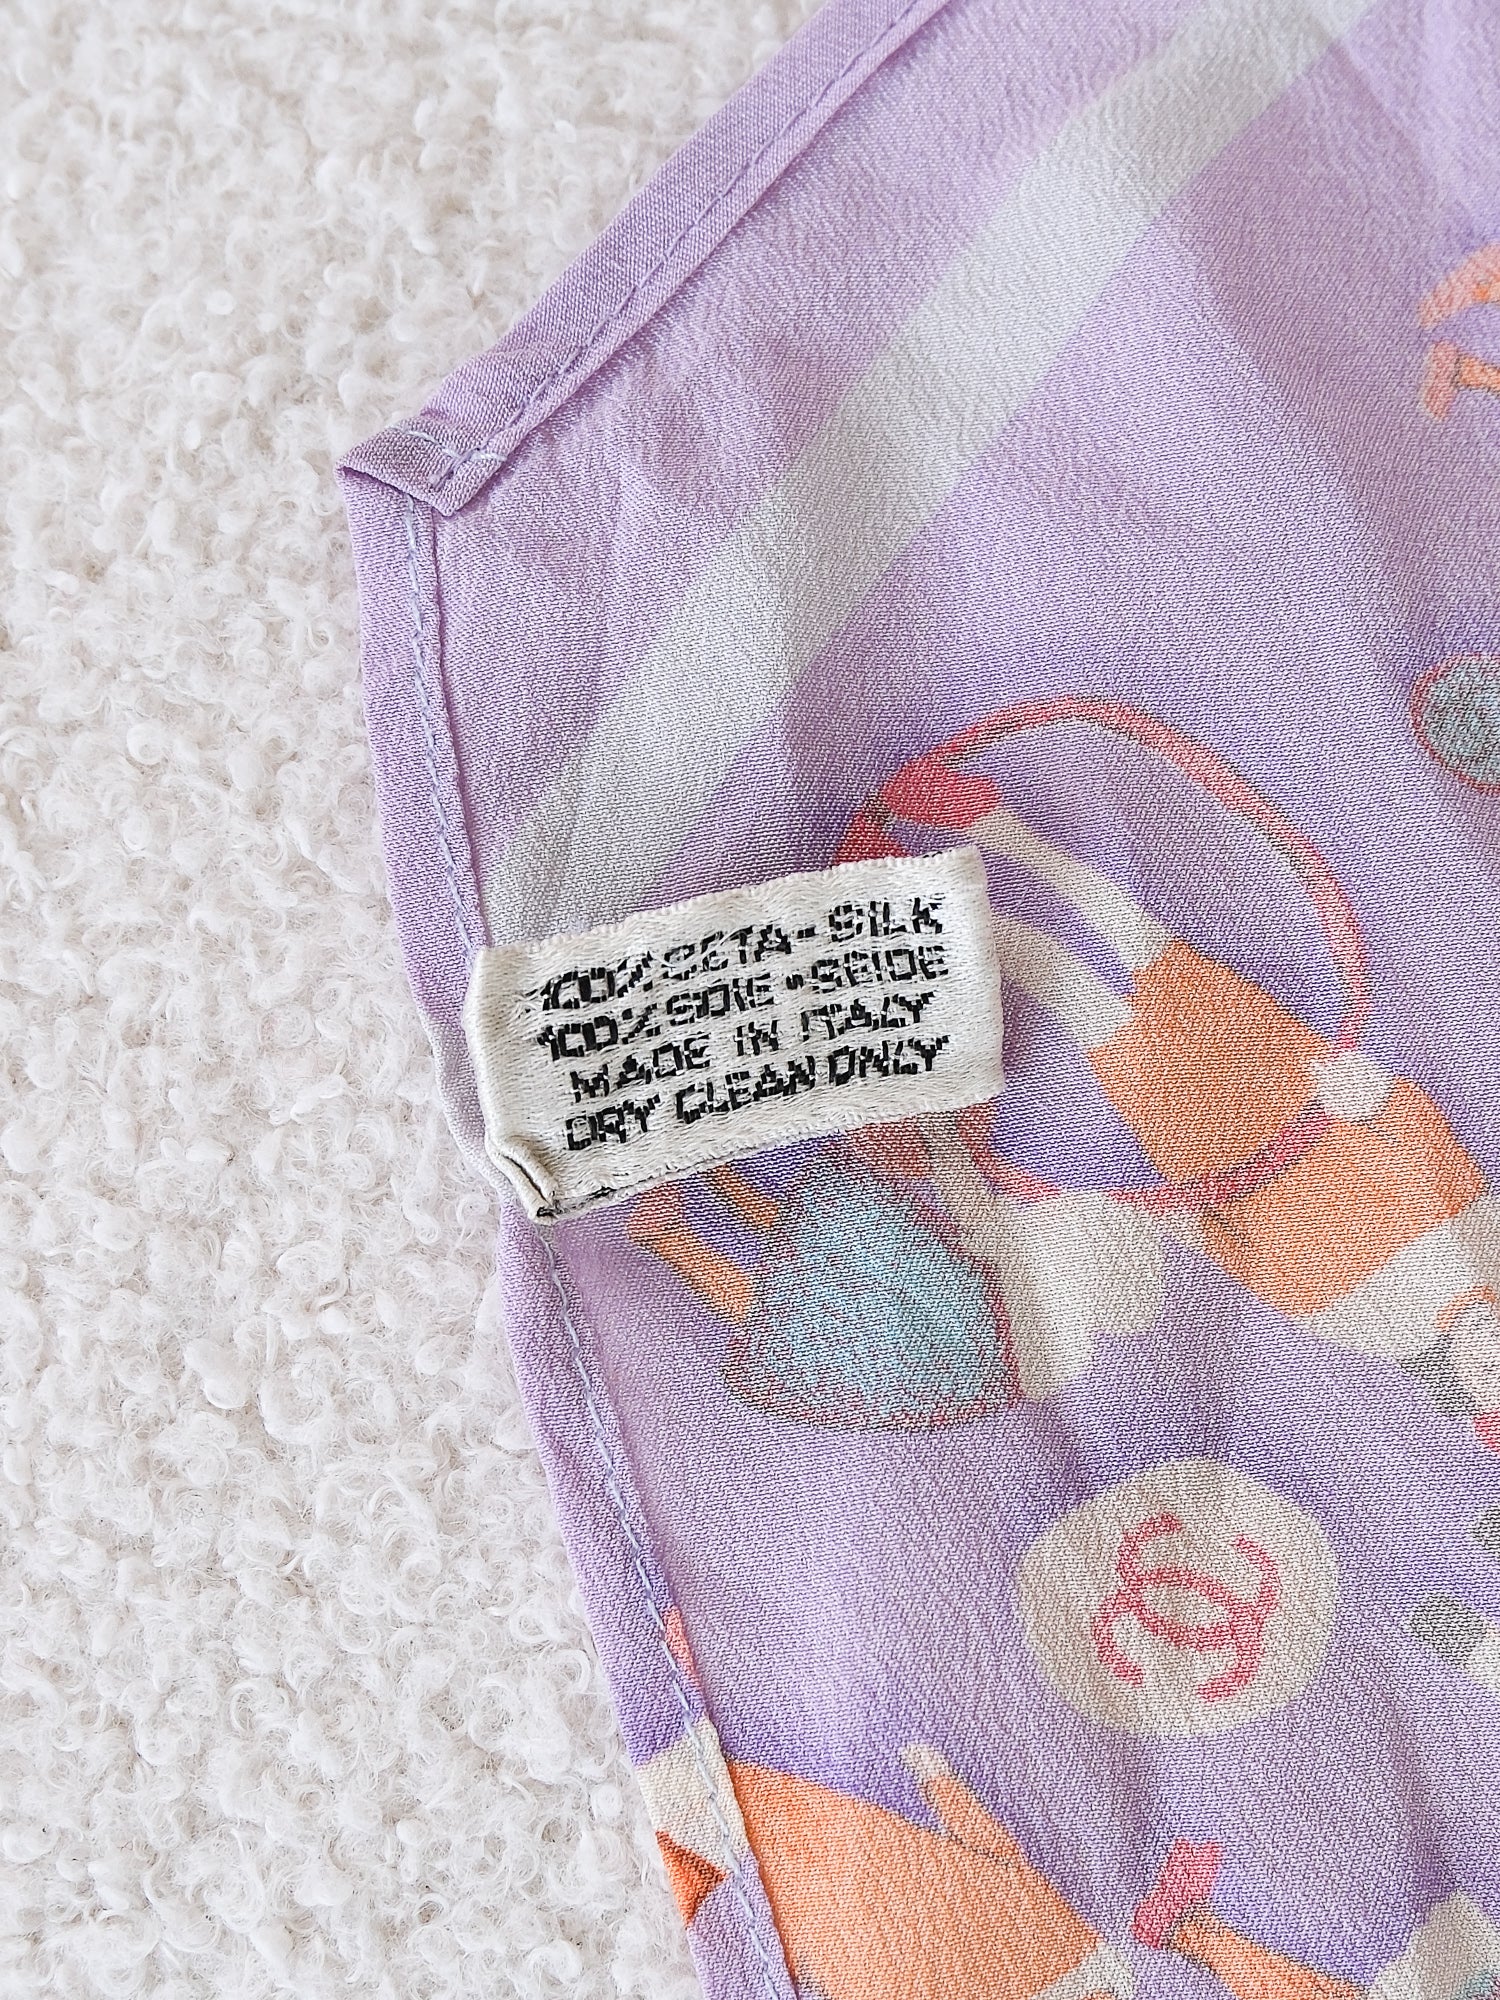 100% SETA - SILK
100% SOIE - SEIDE
MADE IN ITALY
DRY CLEAN ONLY